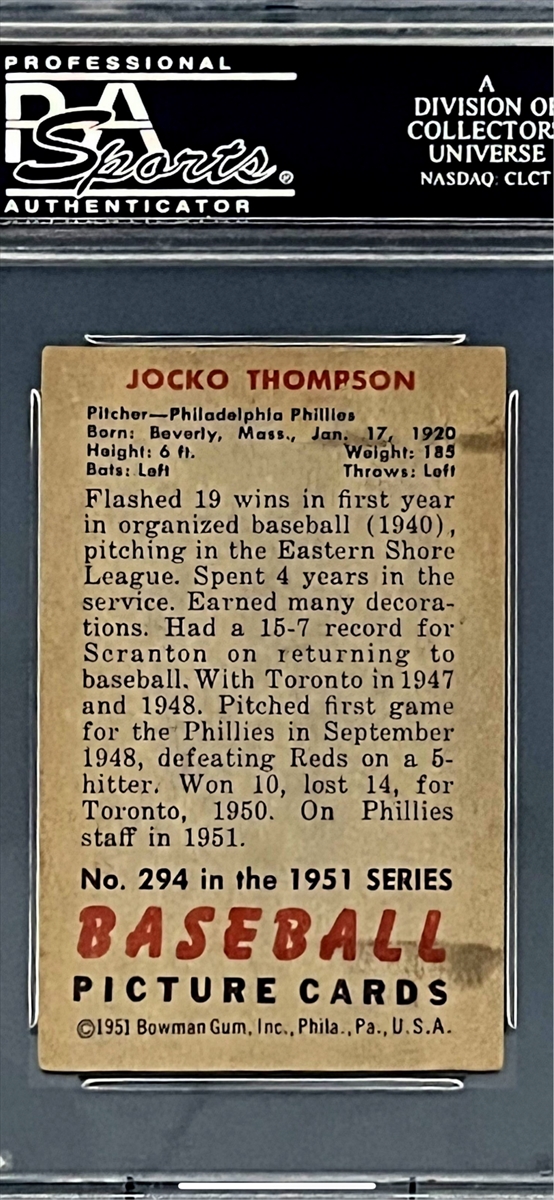 PROFESSIONAL
PSA
Sports®
AUTHENTICATOR
A
DIVISION OF
COLLECTORS
UNIVERSE
NASDAQ: CLCT
JOCKO THOMPSON
Pitcher—Philadelphia Phillies
Born: Beverly, Mass., Jan. 17, 1920
Height: 6 ft. Weight: 185
Bats: Left Throws: Left
Flashed 19 wins in first year
in organized baseball (1940),
pitching in the Eastern Shore
League. Spent 4 years in the
service. Earned many decora-
tions. Had a 15-7 record for
Scranton on returning to
baseball. With Toronto in 1947
and 1948. Pitched first game
for the Phillies in September
1948, defeating Reds on a 5-
hitter. Won 10, lost 14, for
Toronto, 1950. On Phillies
staff in 1951.
No. 294 in the 1951 SERIES
BASEBALL
PICTURE CARDS
©1951 Bowman Gum, Inc., Phila., Pa., U.S.A.